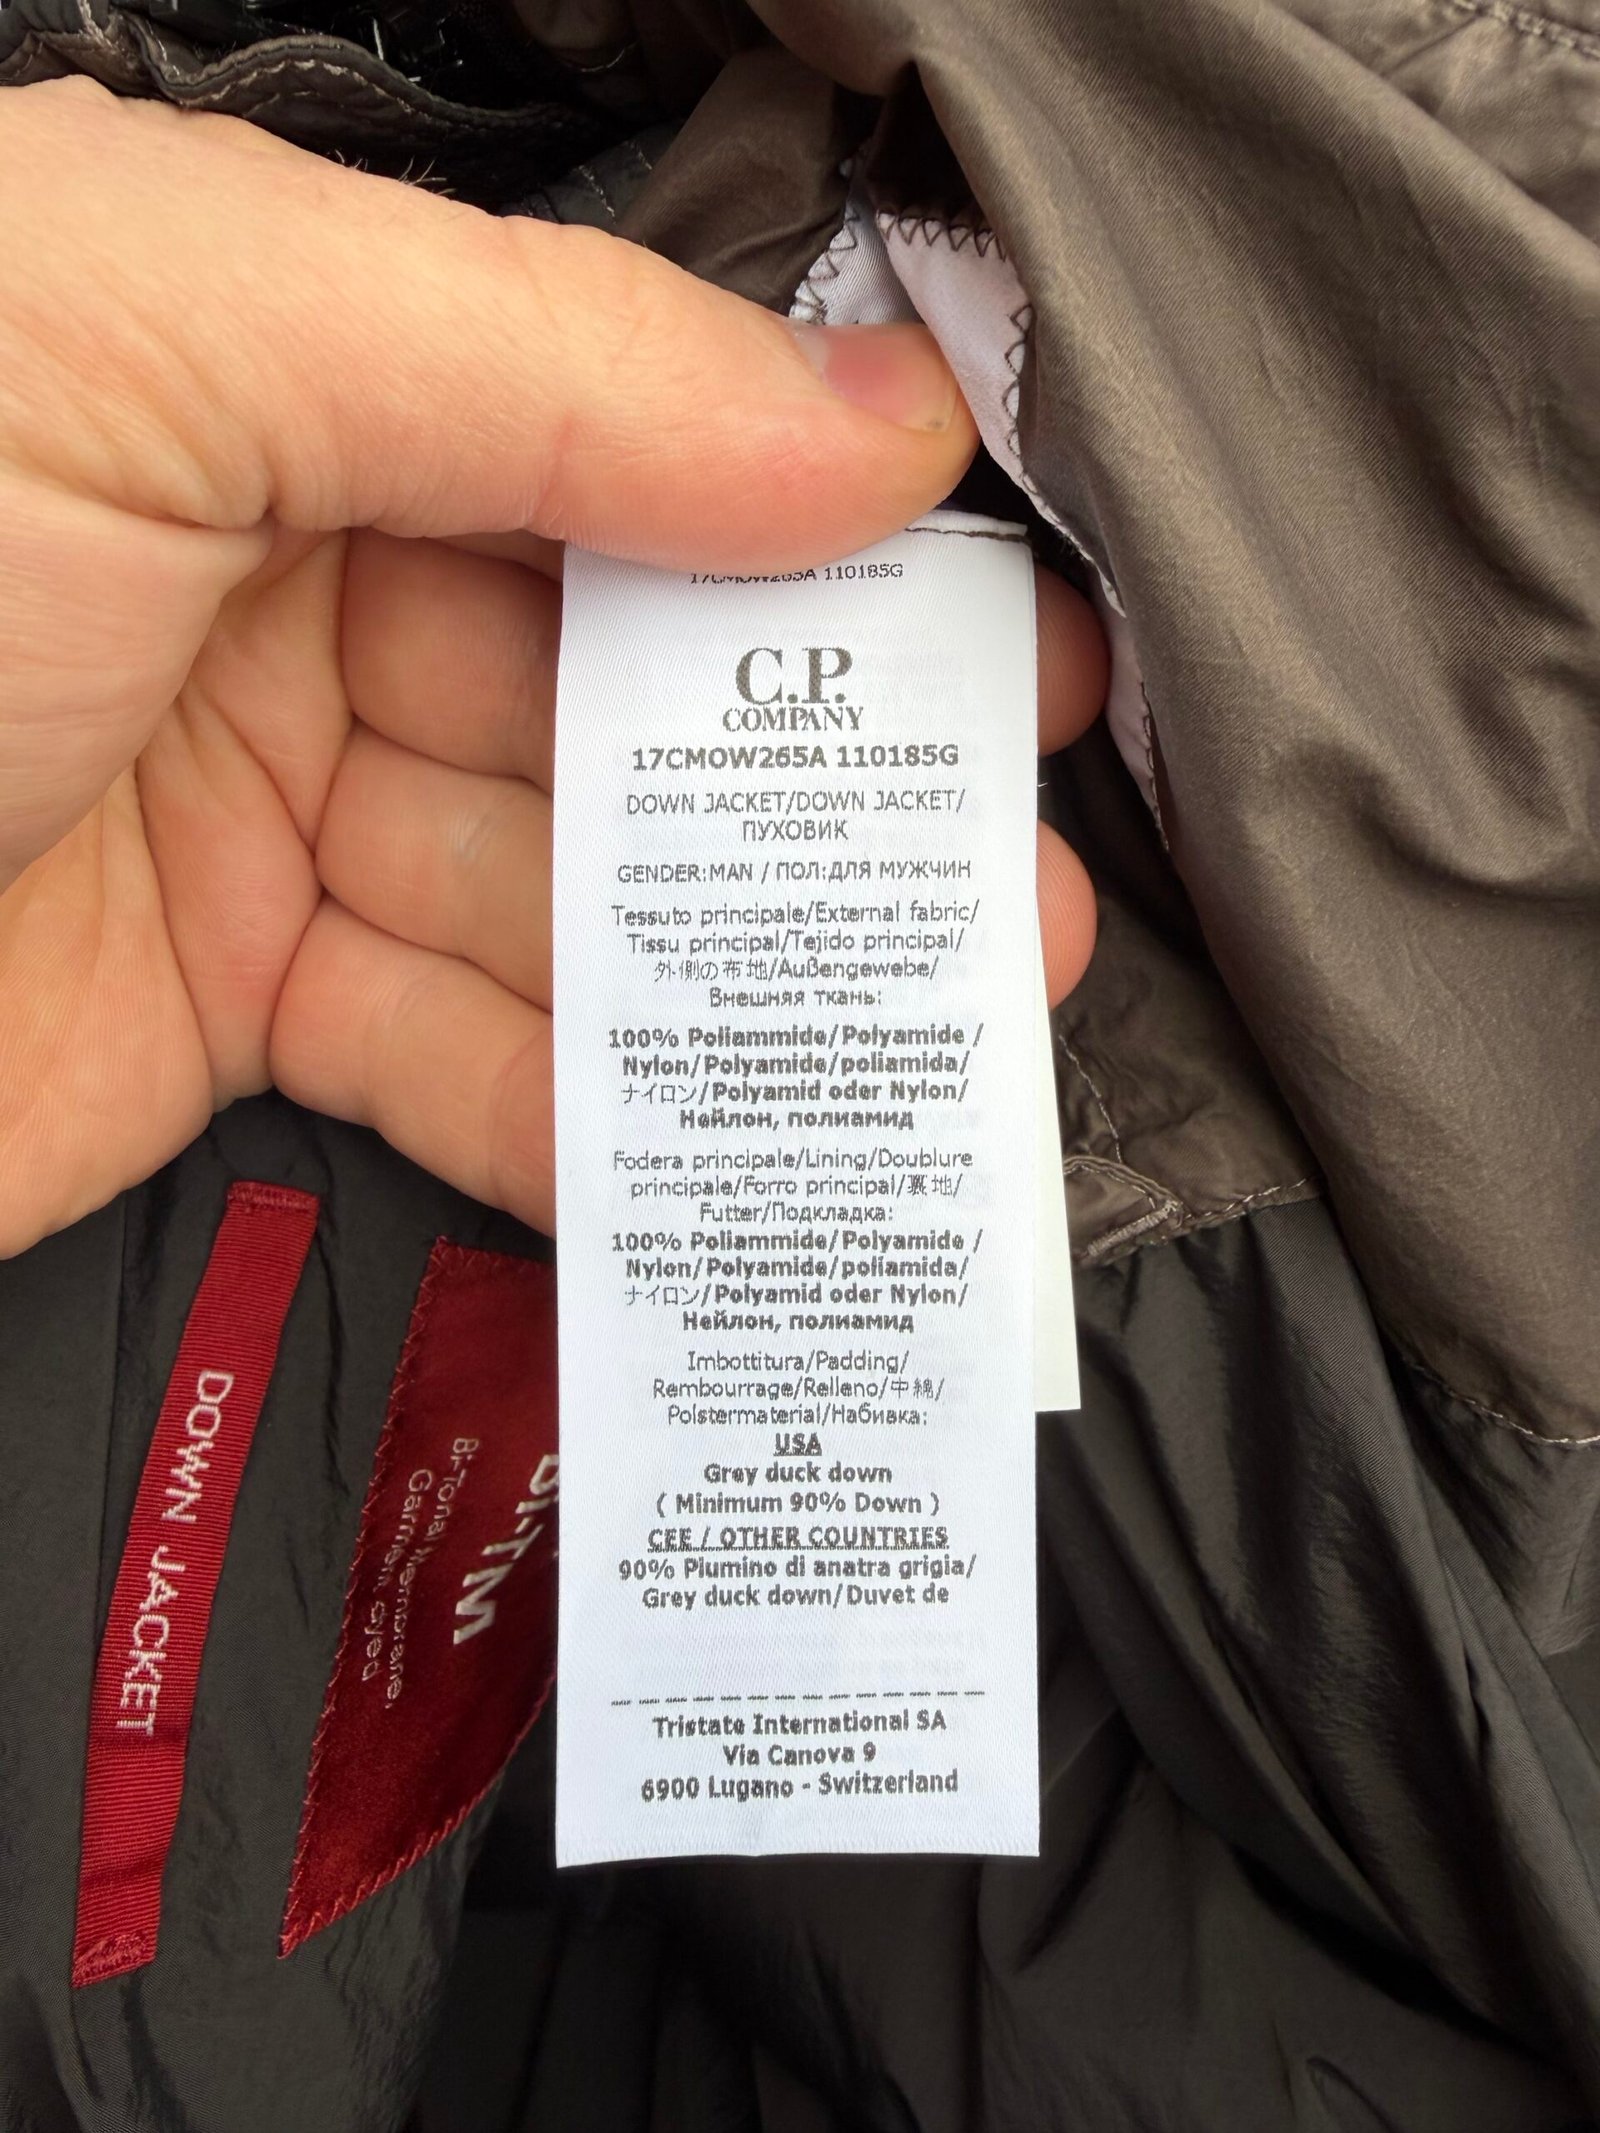 17CMOW265A 110185G
C.P.
COMPANY
17CMOW265A 110185G
DOWN JACKET/DOWN JACKET/
ПУХОВИК
GENDER:MAN / ПОЛ:ДЛЯ МУЖЧИН
Tessuto principale/External fabric/
Tissu principal/Tejido principal/
外側の布地/Außengewebe/
Внешняя ткань:
100% Poliammide/Polyamide /
Nylon/Polyamide/poliamida/
ナイロン/Polyamid oder Nylon/
Нейлон, полиамид
Fodera principale/Lining/Doublure
principale/Forro principal/裏地/
Futter/Подкладка:
100% Poliammide/Polyamide /
Nylon/Polyamide/poliamida/
ナイロン/Polyamid oder Nylon/
Нейлон, полиамид
Imbottitura/Padding/
Rembourrage/Relleno/中綿/
Polstermaterial/Набивка:
USA
Grey duck down
( Minimum 90% Down )
CEE / OTHER COUNTRIES
90% Piumino di anatra grigia/
Grey duck down/Duvet de
Tristate International SA
Via Canova 9
6900 Lugano - Switzerland
DOWN JACKET
BI-TM
Bi-Tonal Membrane,
Garment dyed